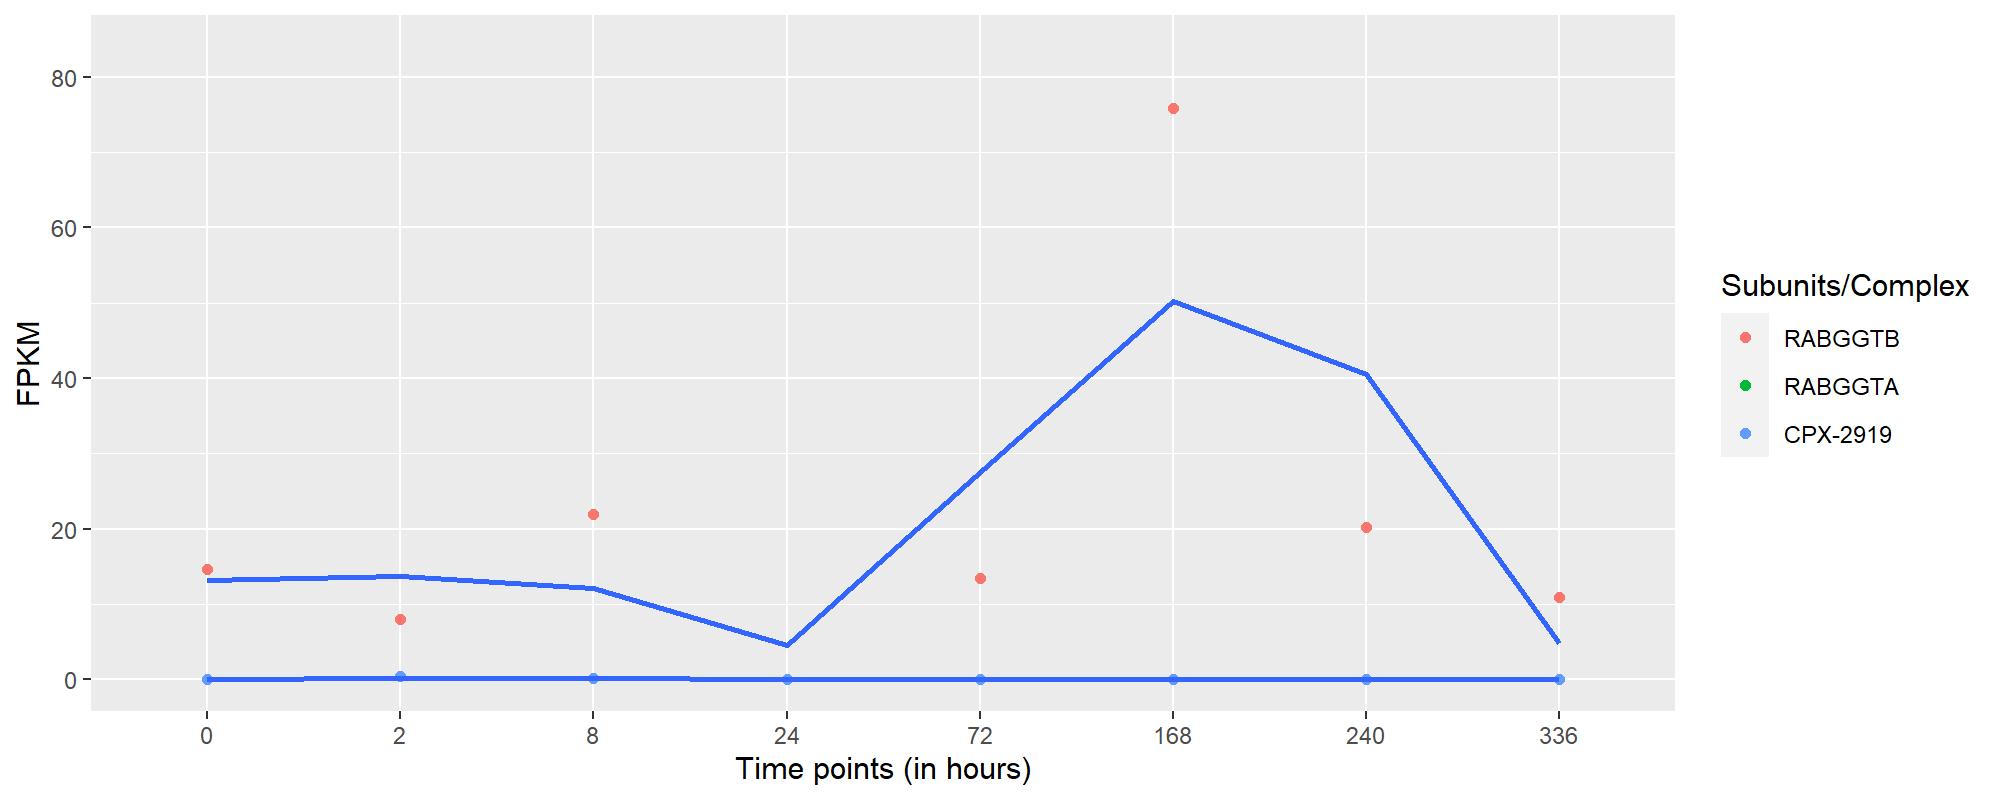 FPKM
80
60
40
20
0
0 2 8 24 72 168 240 336
Time points (in hours)
Subunits/Complex
RABGGTB
RABGGTA
CPX-2919